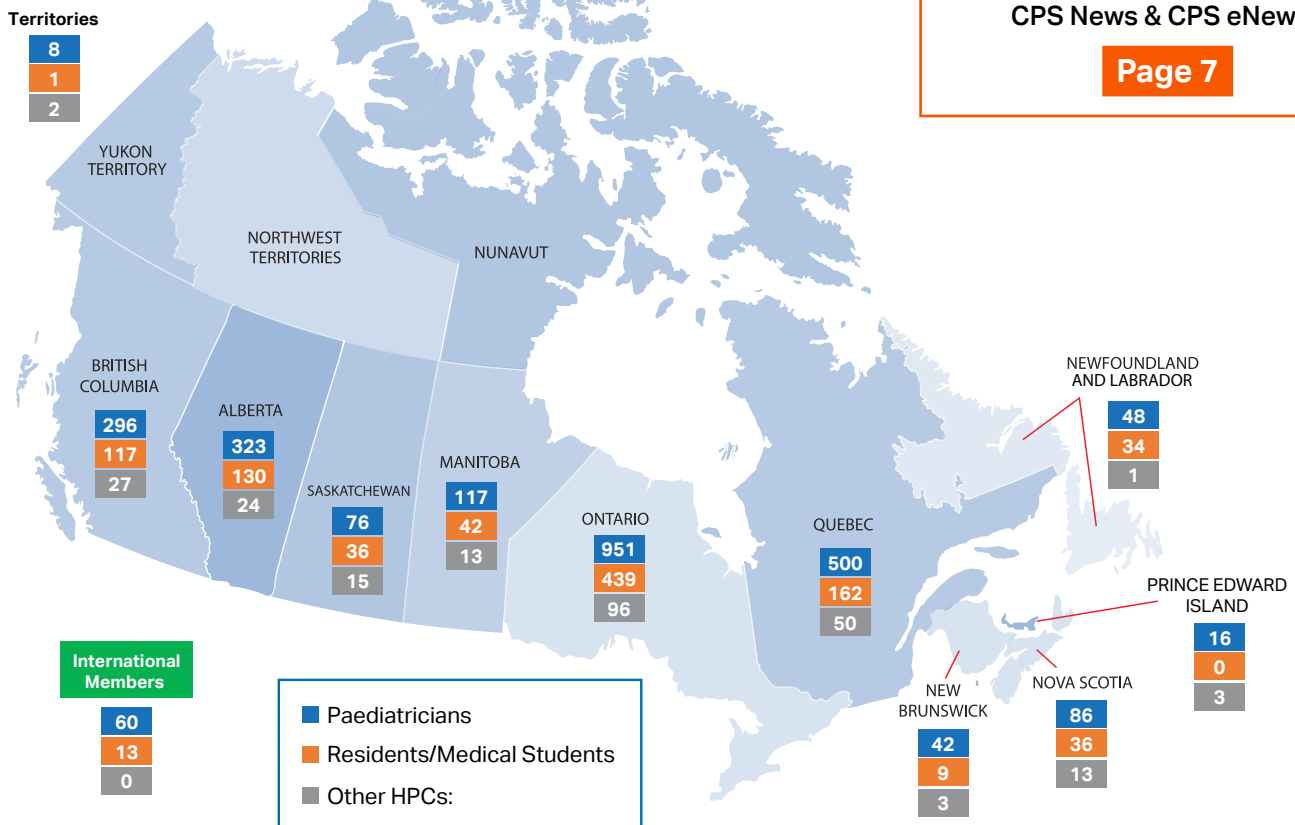 Territories
8
1
2
CPS News & CPS eNew
Page 7
YUKON
TERRITORY
NORTHWEST
TERRITORIES
NUNAVUT
BRITISH
COLUMBIA
296
117
27
ALBERTA
323
130
24
SASKATCHEWAN
76
36
15
MANITOBA
117
42
13
ONTARIO
951
439
96
QUEBEC
500
162
50
NEWFOUNDLAND
AND LABRADOR
48
34
1
PRINCE EDWARD
ISLAND
16
0
3
NOVA SCOTIA
86
36
13
NEW
BRUNSWICK
42
9
3
International
Members
60
13
0
Paediatricians
Residents/Medical Students
Other HPCs: